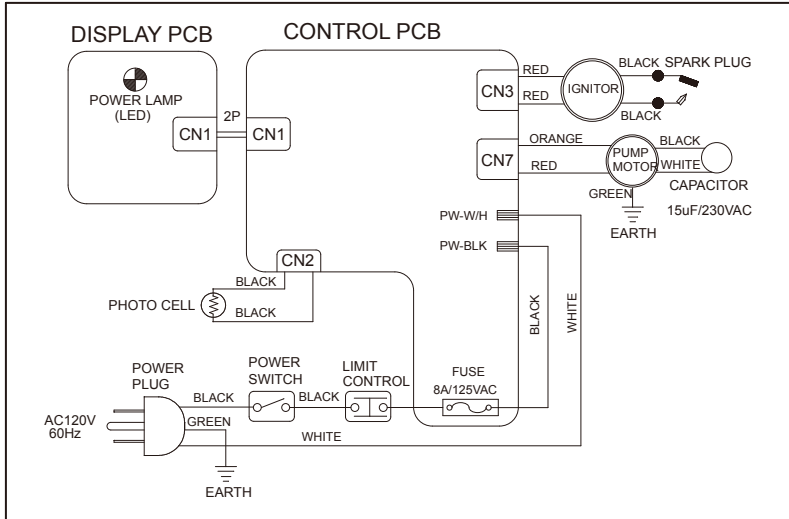 DISPLAY PCB
CONTROL PCB
POWER LAMP
(LED)
2P
CN1
CN1
CN3
RED
RED
IGNITOR
BLACK
SPARK PLUG
BLACK
CN7
ORANGE
RED
PUMP
MOTOR
BLACK
WHITE
CAPACITOR
15uF/230VAC
GREEN
EARTH
PW-W/H
PW-BLK
CN2
BLACK
BLACK
PHOTO CELL
BLACK
WHITE
POWER
PLUG
POWER
SWITCH
LIMIT
CONTROL
FUSE
8A/125VAC
BLACK
BLACK
AC120V
60Hz
GREEN
WHITE
EARTH